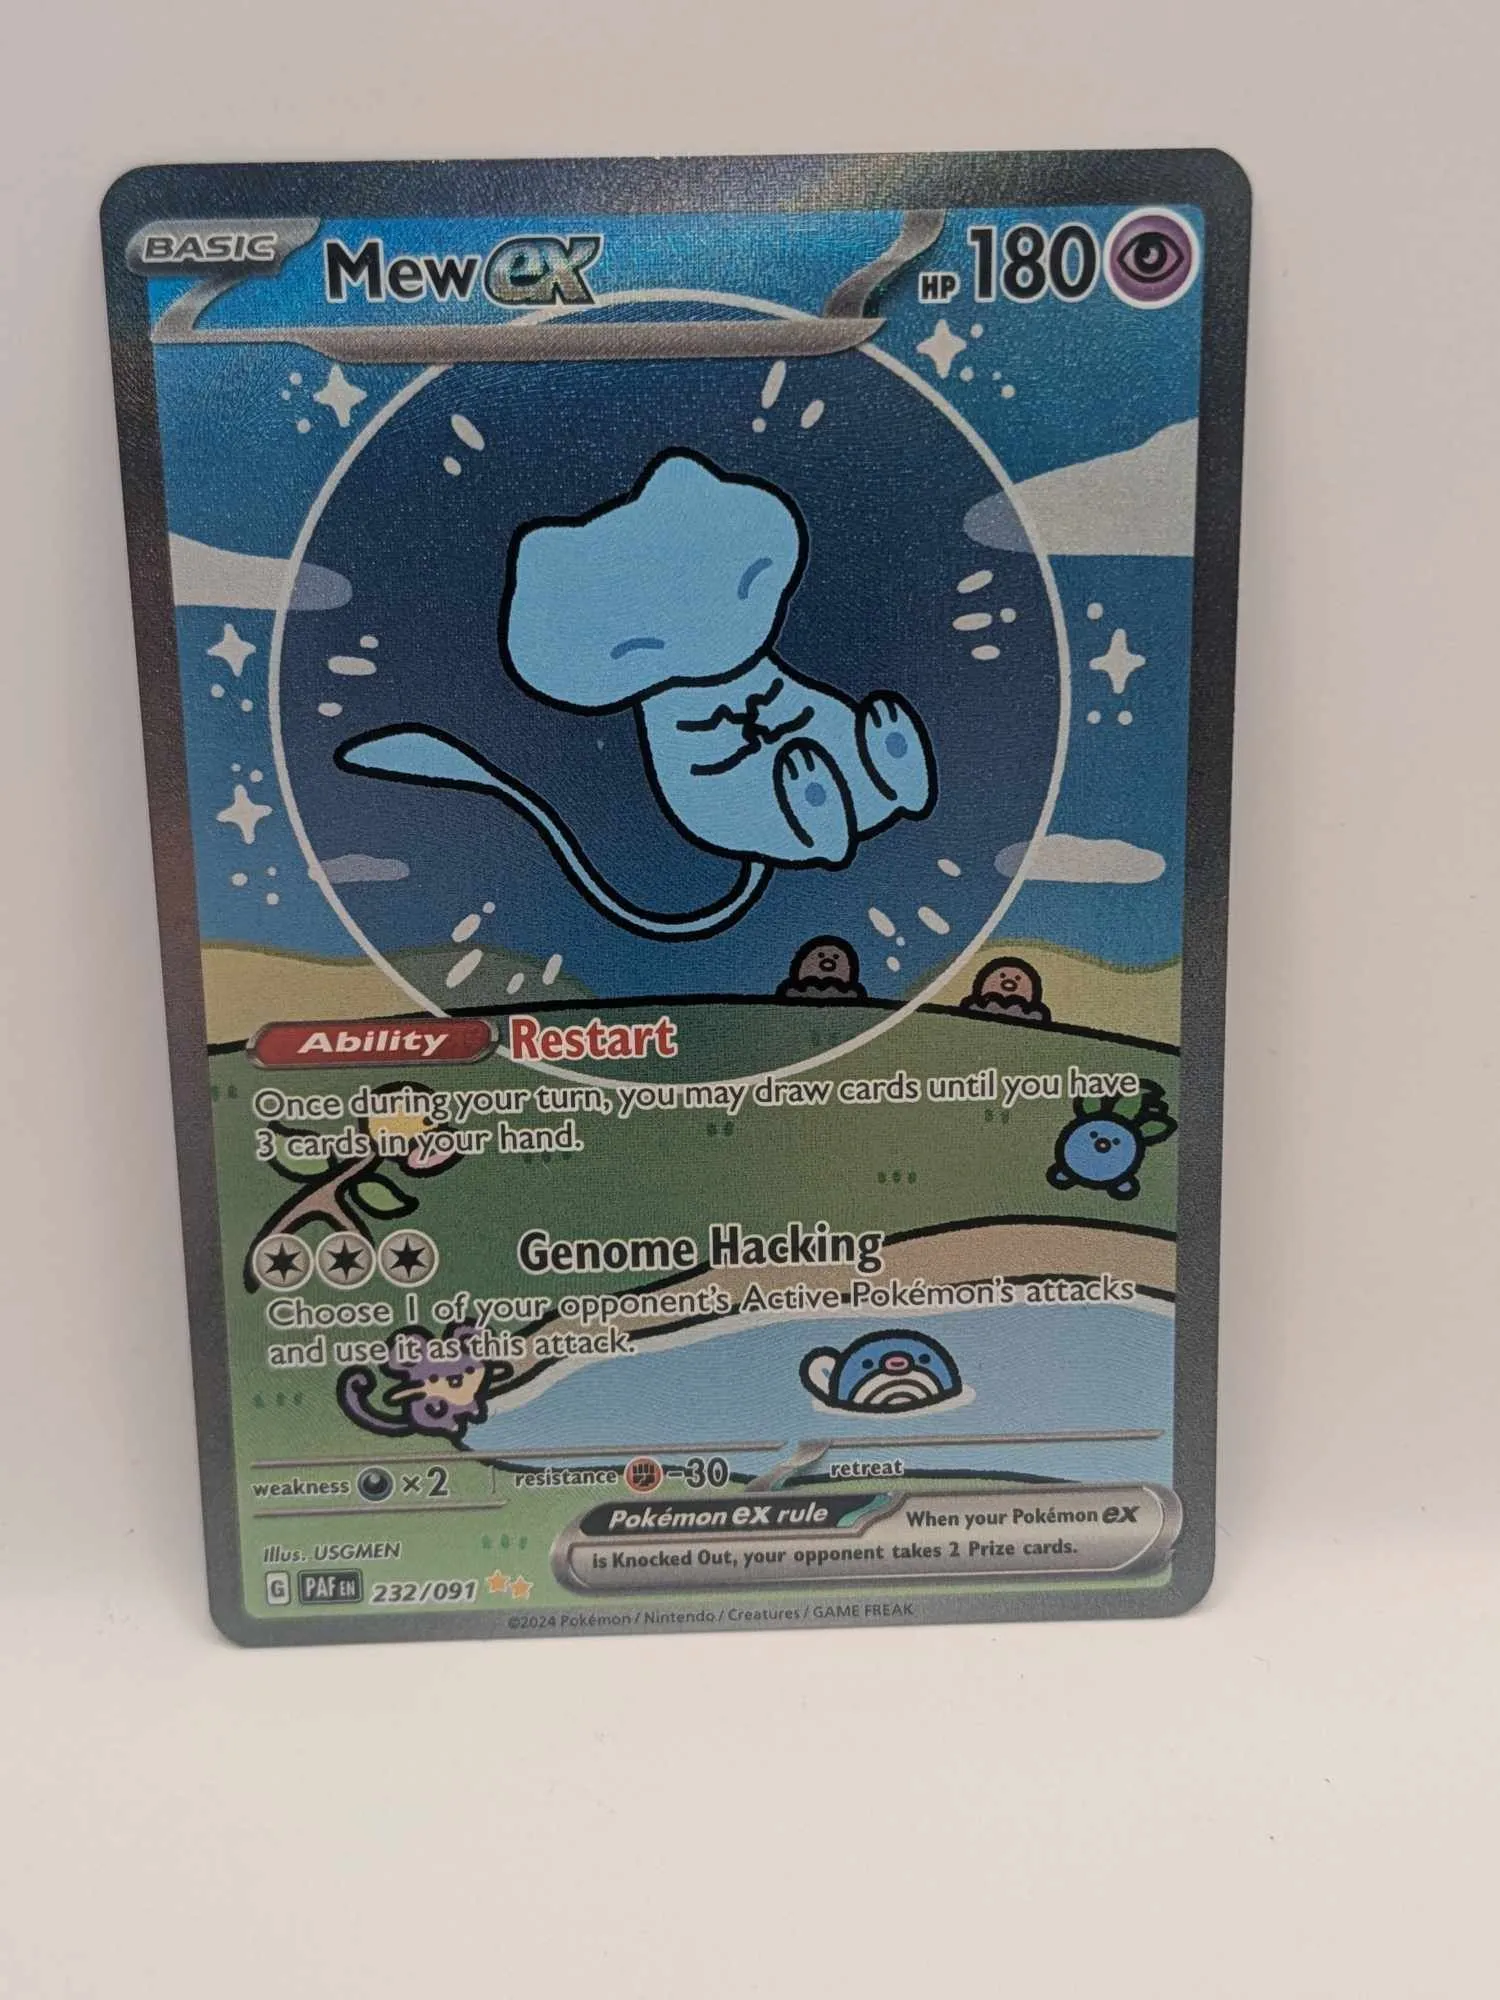 BASIC Mew ex HP 180
Ability Restart
Once during your turn, you may draw cards until you have
3 cards in your hand.
Genome Hacking
Choose 1 of your opponent's Active Pokémon's attacks
and use it as this attack.
weakness ×2 resistance -30 retreat
Pokémon ex rule When your Pokémon ex
is Knocked Out, your opponent takes 2 Prize cards.
Illus. USGMEN
G PAF EN 232/091
©2024 Pokémon / Nintendo / Creatures / GAME FREAK